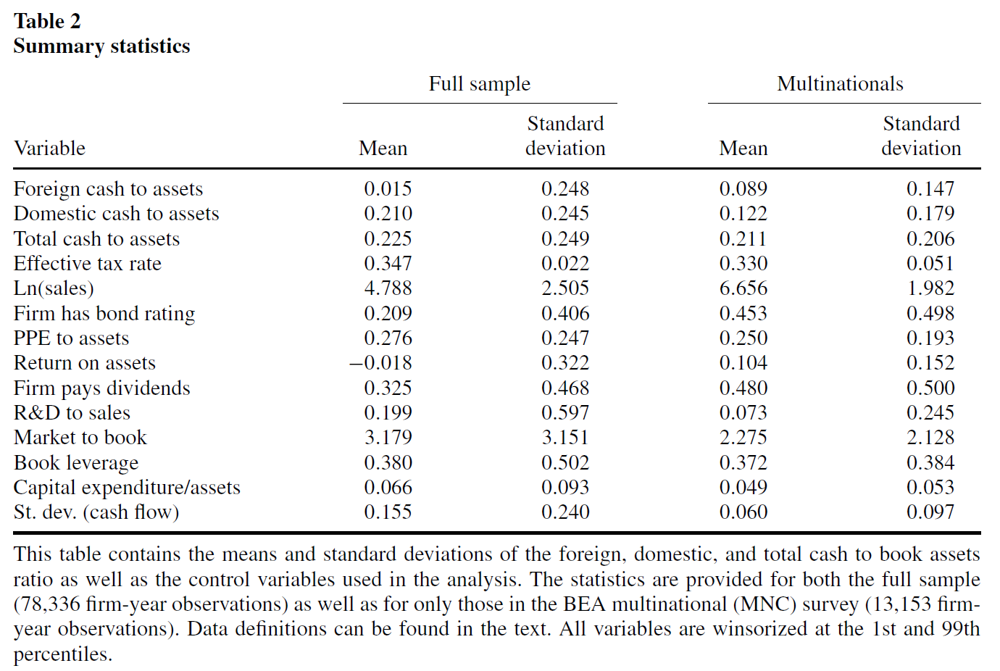 Table 2
Summary statistics
Full sample Multinationals
Standard Standard
Variable Mean deviation Mean deviation
Foreign cash to assets 0.015 0.248 0.089 0.147
Domestic cash to assets 0.210 0.245 0.122 0.179
Total cash to assets 0.225 0.249 0.211 0.206
Effective tax rate 0.347 0.022 0.330 0.051
Ln(sales) 4.788 2.505 6.656 1.982
Firm has bond rating 0.209 0.406 0.453 0.498
PPE to assets 0.276 0.247 0.250 0.193
Return on assets −0.018 0.322 0.104 0.152
Firm pays dividends 0.325 0.468 0.480 0.500
R&D to sales 0.199 0.597 0.073 0.245
Market to book 3.179 3.151 2.275 2.128
Book leverage 0.380 0.502 0.372 0.384
Capital expenditure/assets 0.066 0.093 0.049 0.053
St. dev. (cash flow) 0.155 0.240 0.060 0.097
This table contains the means and standard deviations of the foreign, domestic, and total cash to book assets
ratio as well as the control variables used in the analysis. The statistics are provided for both the full sample
(78,336 firm-year observations) as well as for only those in the BEA multinational (MNC) survey (13,153 firm-
year observations). Data definitions can be found in the text. All variables are winsorized at the 1st and 99th
percentiles.